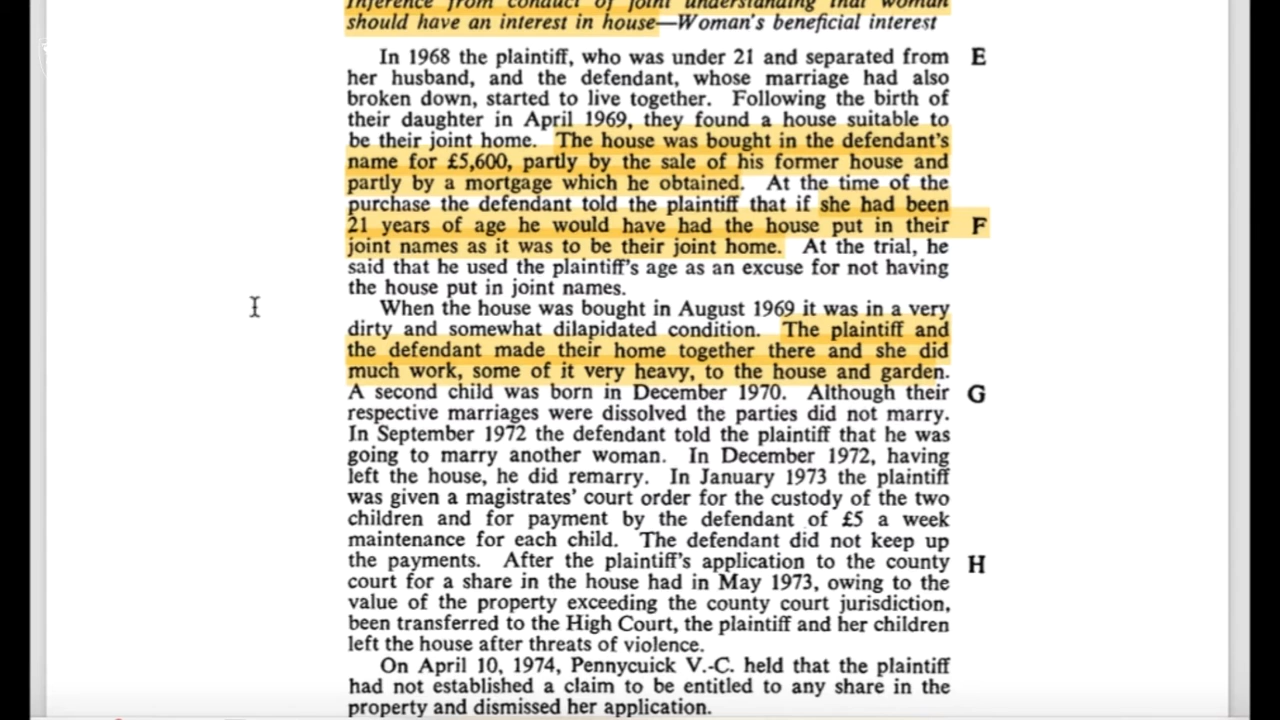 Inference from conduct of joint understanding that woman
should have an interest in house—Woman's beneficial interest
In 1968 the plaintiff, who was under 21 and separated from E
her husband, and the defendant, whose marriage had also
broken down, started to live together. Following the birth of
their daughter in April 1969, they found a house suitable to
be their joint home. The house was bought in the defendant's
name for £5,600, partly by the sale of his former house and
partly by a mortgage which he obtained. At the time of the
purchase the defendant told the plaintiff that if she had been
21 years of age he would have had the house put in their F
joint names as it was to be their joint home. At the trial, he
said that he used the plaintiff's age as an excuse for not having
the house put in joint names.
When the house was bought in August 1969 it was in a very
dirty and somewhat dilapidated condition. The plaintiff and
the defendant made their home together there and she did
much work, some of it very heavy, to the house and garden.
A second child was born in December 1970. Although their G
respective marriages were dissolved the parties did not marry.
In September 1972 the defendant told the plaintiff that he was
going to marry another woman. In December 1972, having
left the house, he did remarry. In January 1973 the plaintiff
was given a magistrates' court order for the custody of the two
children and for payment by the defendant of £5 a week
maintenance for each child. The defendant did not keep up
the payments. After the plaintiff's application to the county H
court for a share in the house had in May 1973, owing to the
value of the property exceeding the county court jurisdiction,
been transferred to the High Court, the plaintiff and her children
left the house after threats of violence.
On April 10, 1974, Pennycuick V.-C. held that the plaintiff
had not established a claim to be entitled to any share in the
property and dismissed her application.